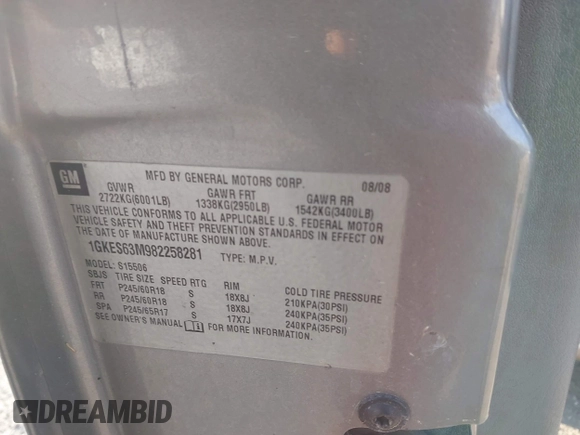 GM
MFD BY GENERAL MOTORS CORP. 08/08
GVWR GAWR FRT GAWR RR
2722KG(6001LB) 1338KG(2950LB) 1542KG(3400LB)
THIS VEHICLE CONFORMS TO ALL APPLICABLE U.S. FEDERAL MOTOR
VEHICLE SAFETY AND THEFT PREVENTION STANDARDS IN EFFECT ON
THE DATE OF MANUFACTURE SHOWN ABOVE.
1GKES63M982258281 TYPE: M.P.V.
MODEL: S15506
SBJS TIRE SIZE SPEED RTG RIM COLD TIRE PRESSURE
FRT P245/60R18 S 18X8J 210KPA(30PSI)
RR P245/60R18 S 18X8J 240KPA(35PSI)
SPA P245/65R17 S 17X7J 240KPA(35PSI)
SEE OWNER'S MANUAL FOR MORE INFORMATION.
DREAMBID